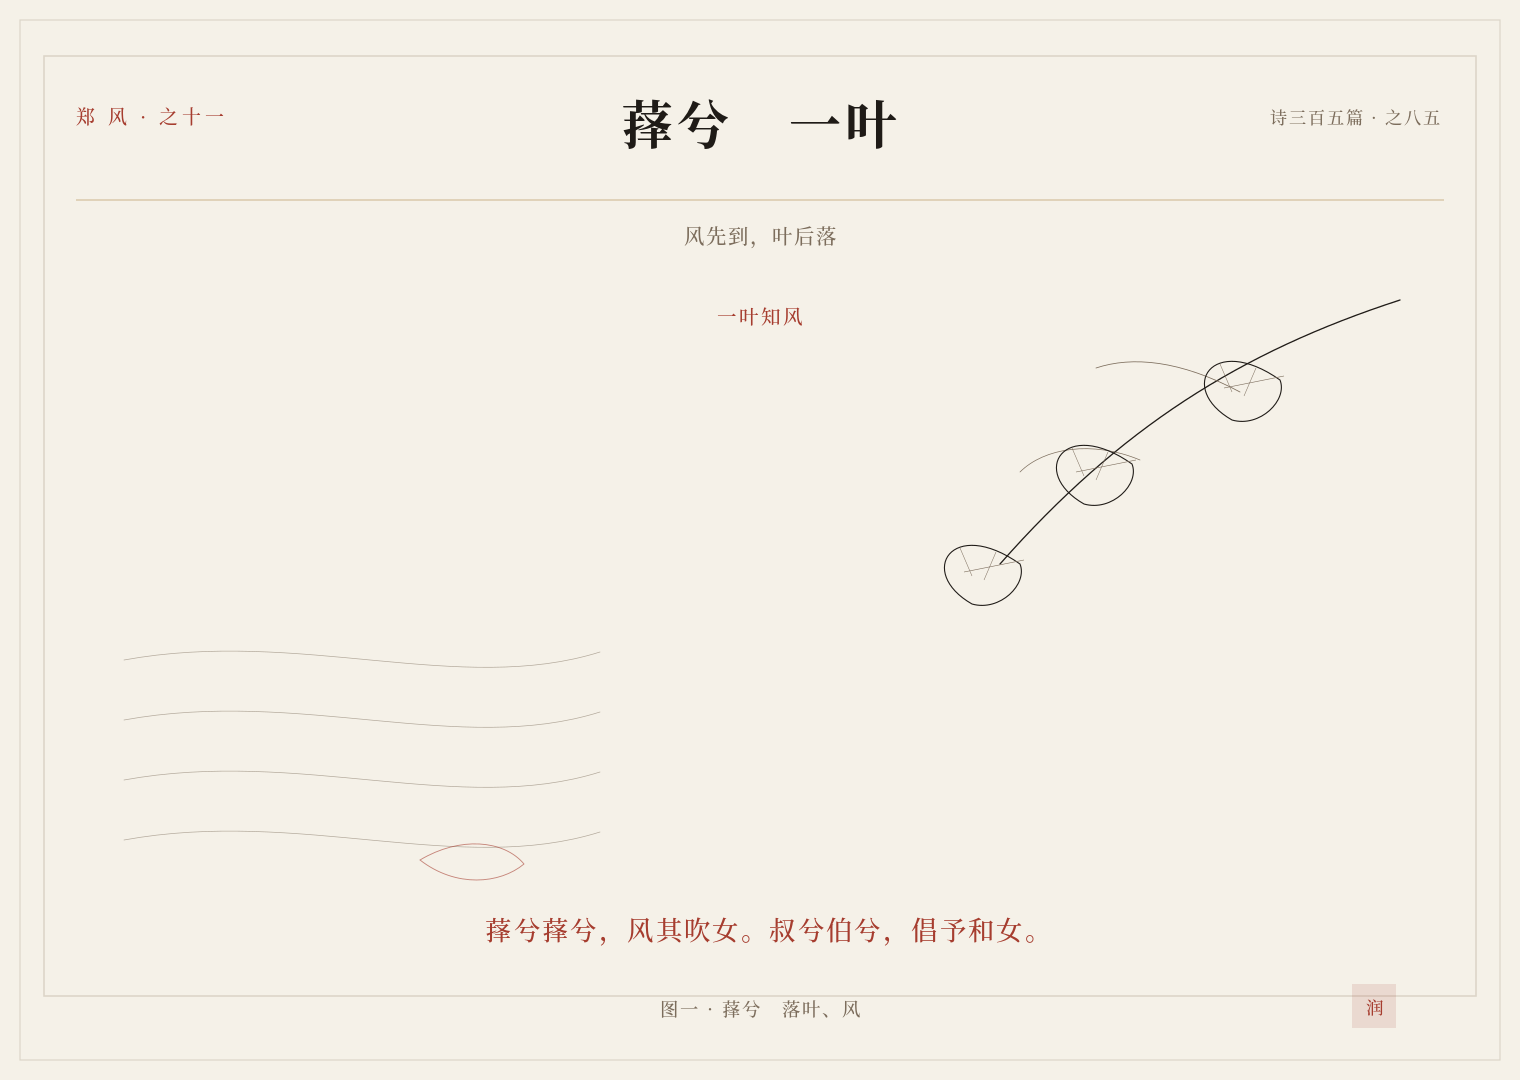 郑 风 · 之十一
萚兮　一叶
诗三百五篇 · 之八五
风先到，叶后落
一叶知风
萚兮萚兮，风其吹女。叔兮伯兮，倡予和女。
图一 · 萚兮　落叶、风
润